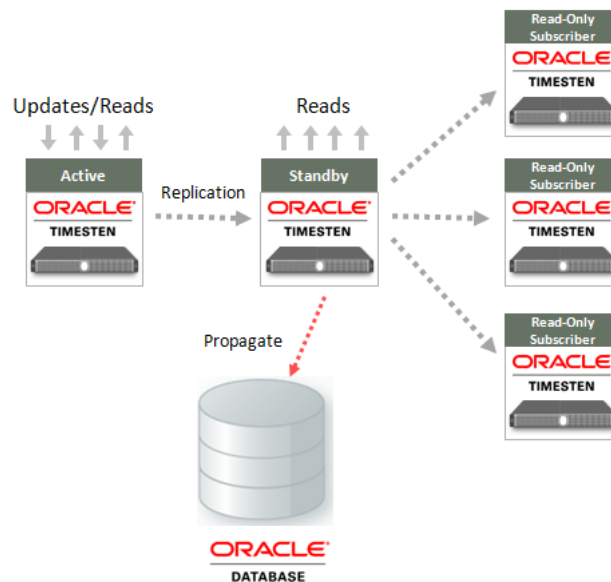 Updates/Reads
Active
ORACLE®
TIMESTEN
Replication
Reads
Standby
ORACLE®
TIMESTEN
Read-Only
Subscriber
ORACLE
TIMESTEN
Read-Only
Subscriber
ORACLE
TIMESTEN
Read-Only
Subscriber
ORACLE
TIMESTEN
Propagate
ORACLE®
DATABASE